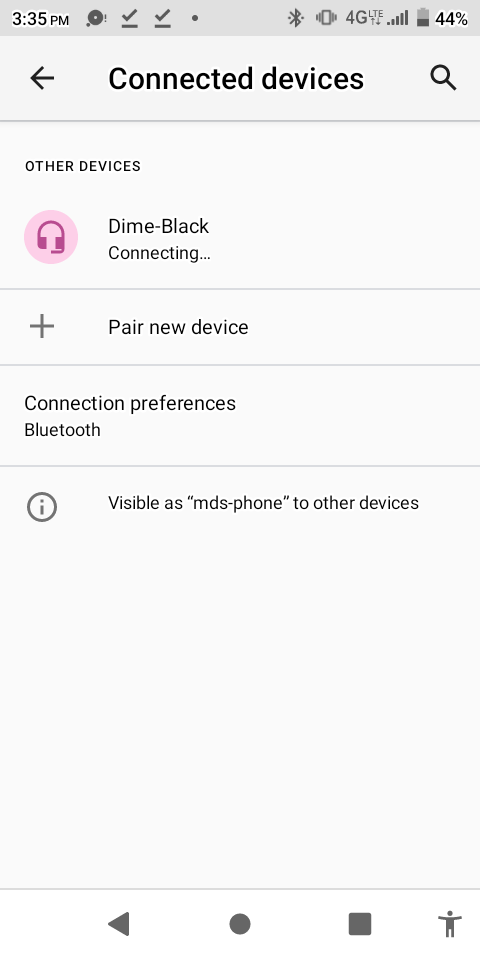 3:35 PM 4G LTE 44%
Connected devices
OTHER DEVICES
Dime-Black
Connecting…
Pair new device
Connection preferences
Bluetooth
Visible as “mds-phone” to other devices